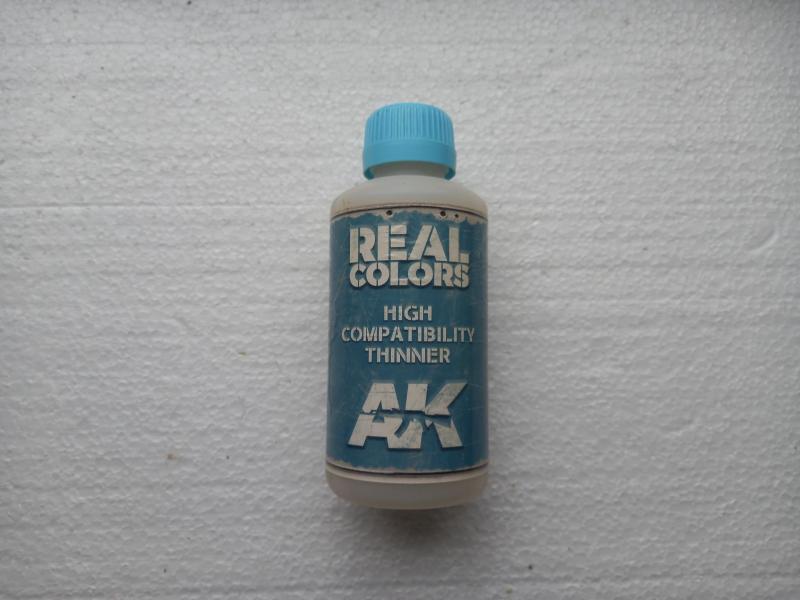 REAL
COLORS
HIGH
COMPATIBILITY
THINNER
AK